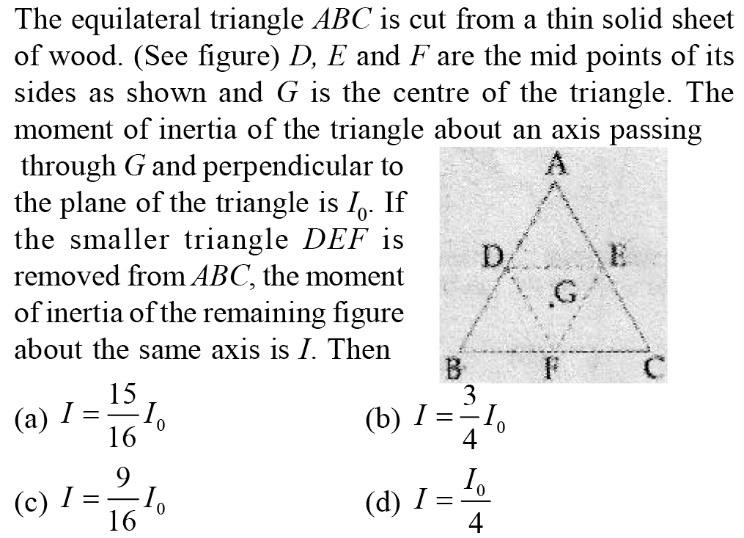 The equilateral triangle ABC is cut from a thin solid sheet
of wood. (See figure) D, E and F are the mid points of its
sides as shown and G is the centre of the triangle. The
moment of inertia of the triangle about an axis passing
through G and perpendicular to
the plane of the triangle is I₀. If
the smaller triangle DEF is
removed from ABC, the moment
of inertia of the remaining figure
about the same axis is I. Then
A
D E
G
B F C
(a) I = 15/16 I₀ (b) I = 3/4 I₀
(c) I = 9/16 I₀ (d) I = I₀/4